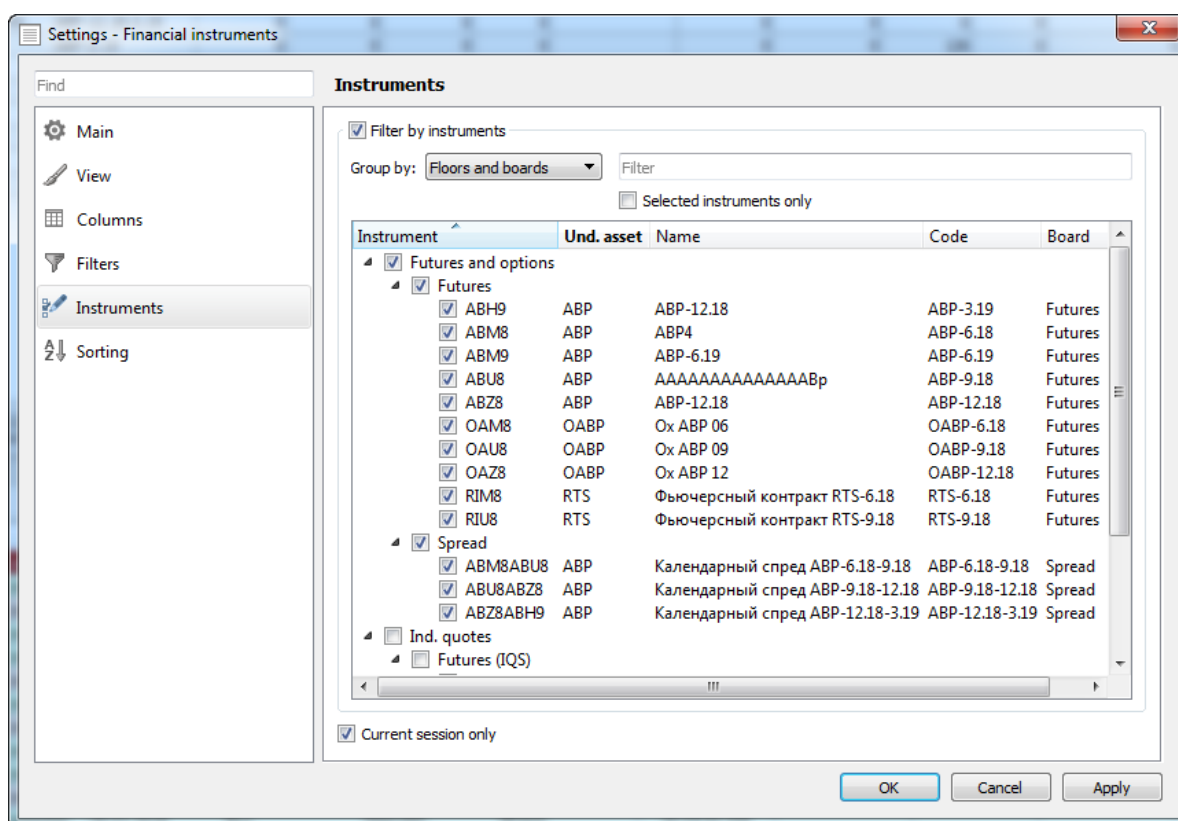 Settings - Financial instruments
Find
Main
View
Columns
Filters
Instruments
Sorting
Instruments
Filter by instruments
Group by: Floors and boards Filter
Selected instruments only
Instrument Und. asset Name Code Board
Futures and options
Futures
ABH9 ABP ABP-12.18 ABP-3.19 Futures
ABM8 ABP ABP4 ABP-6.18 Futures
ABM9 ABP ABP-6.19 ABP-6.19 Futures
ABU8 ABP AAAAAAAAAAAAAABp ABP-9.18 Futures
ABZ8 ABP ABP-12.18 ABP-12.18 Futures
OAM8 OABP Ox ABP 06 OABP-6.18 Futures
OAU8 OABP Ox ABP 09 OABP-9.18 Futures
OAZ8 OABP Ox ABP 12 OABP-12.18 Futures
RIM8 RTS Фьючерсный контракт RTS-6.18 RTS-6.18 Futures
RIU8 RTS Фьючерсный контракт RTS-9.18 RTS-9.18 Futures
Spread
ABM8ABU8 ABP Календарный спред ABP-6.18-9.18 ABP-6.18-9.18 Spread
ABU8ABZ8 ABP Календарный спред ABP-9.18-12.18 ABP-9.18-12.18 Spread
ABZ8ABH9 ABP Календарный спред ABP-12.18-3.19 ABP-12.18-3.19 Spread
Ind. quotes
Futures (IQS)
Current session only
OK Cancel Apply